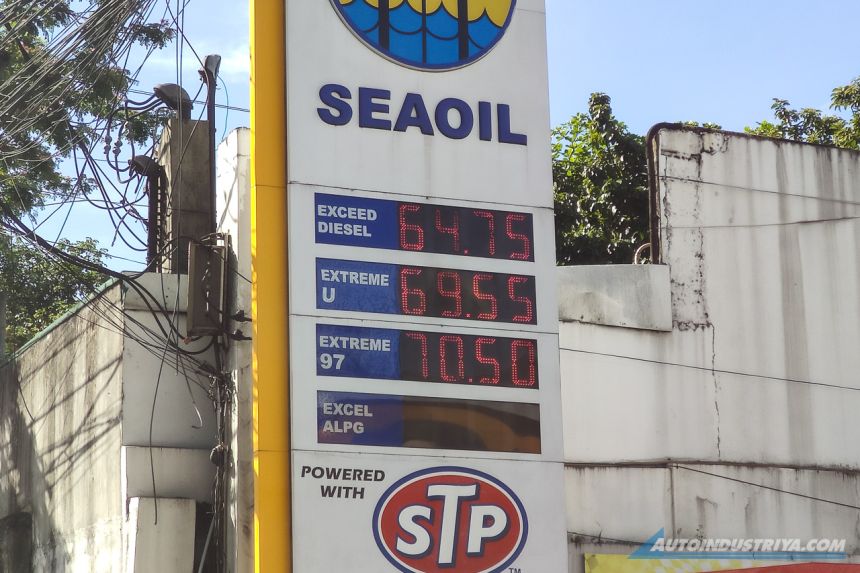 SEAOIL
EXCEED
DIESEL
64.75
EXTREME
U
69.55
EXTREME
97
70.50
EXCEL
ALPG
POWERED
WITH
STP
TM
AUTOINDUSTRIYA.COM